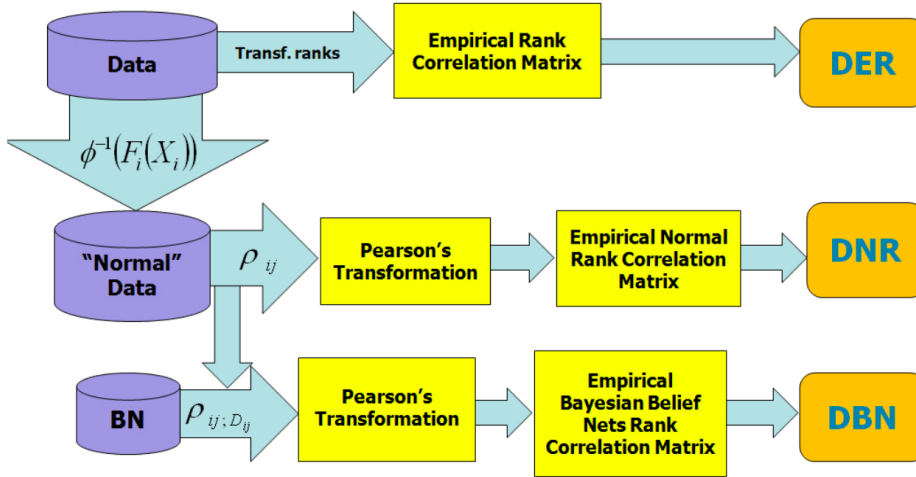 Data
Transf. ranks
Empirical Rank
Correlation Matrix
DER
ϕ⁻¹(Fᵢ(Xᵢ))
"Normal"
Data
ρ ij
Pearson's
Transformation
Empirical Normal
Rank Correlation
Matrix
DNR
BN
ρ ij ; Dij
Pearson's
Transformation
Empirical
Bayesian Belief
Nets Rank
Correlation Matrix
DBN